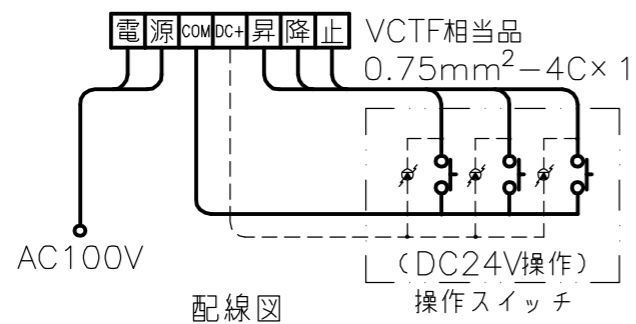 電 源 COM DC+ 昇 降 止
VCTF相当品
0.75mm²-4C×1
AC100V
(DC24V操作)
操作スイッチ
配線図